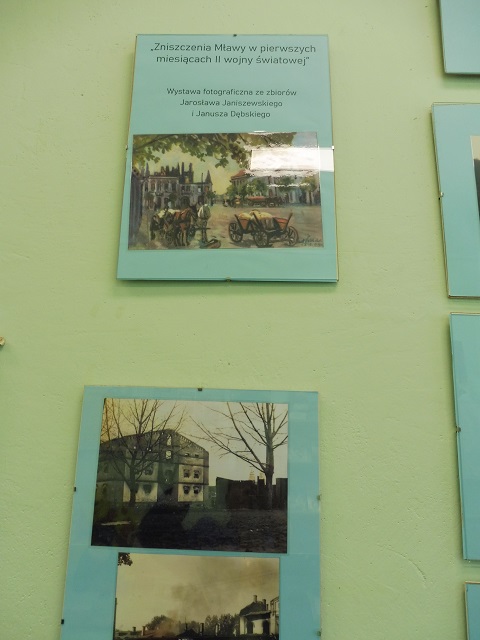 „Zniszczenia Mławy w pierwszych
miesiącach II wojny światowej"
Wystawa fotograficzna ze zbiorów
Jarosława Janiszewskiego
i Janusza Dębskiego